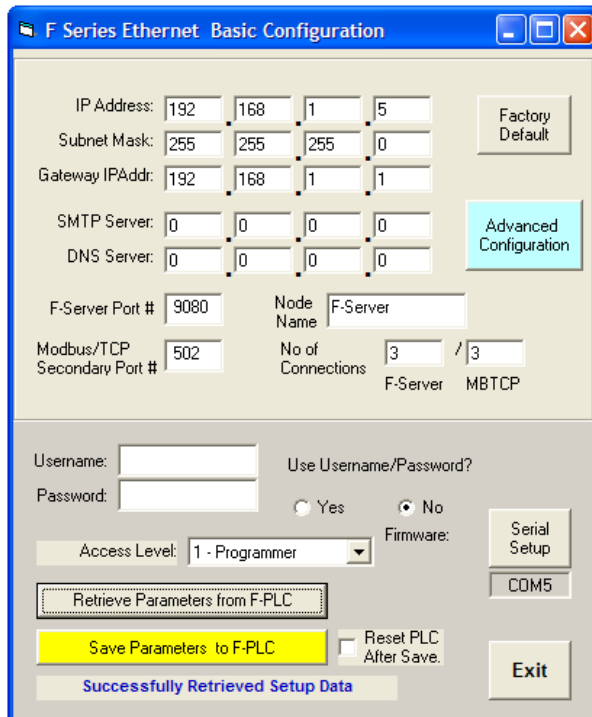 F Series Ethernet Basic Configuration
IP Address: 192 . 168 . 1 . 5
Factory
Default
Subnet Mask: 255 . 255 . 255 . 0
Gateway IPAddr: 192 . 168 . 1 . 1
SMTP Server: 0 . 0 . 0 . 0
Advanced
Configuration
DNS Server: 0 . 0 . 0 . 0
F-Server Port # 9080
Node
Name F-Server
Modbus/TCP
Secondary Port # 502
No of
Connections 3 / 3
F-Server MBTCP
Username:
Use Username/Password?
Password:
Yes No
Firmware:
Serial
Setup
Access Level: 1 - Programmer
COM5
Retrieve Parameters from F-PLC
Save Parameters to F-PLC
Reset PLC
After Save.
Exit
Successfully Retrieved Setup Data